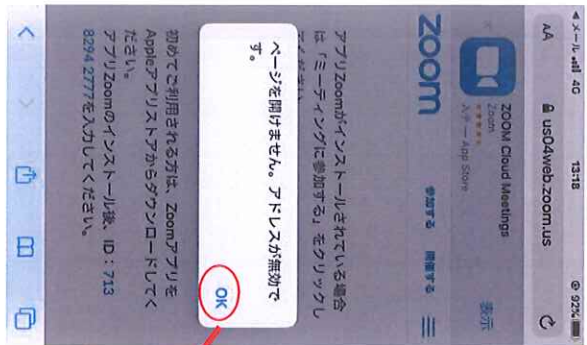 ◀メール 4G 13:18 92%
AA us04web.zoom.us
ZOOM Cloud Meetings
Zoom
入手 — App Store
表示
zoom 参加する 開催する
アプリZoomがインストールされている場合
は「ミーティングに参加する」をクリックし
てください
ページを開けません。アドレスが無効で
す。
OK
初めてご利用される方は、Zoomアプリを
Appleアプリストアからダウンロードしてく
ださい。
アプリZoomのインストール後、ID：713
8294 2777を入力してください。